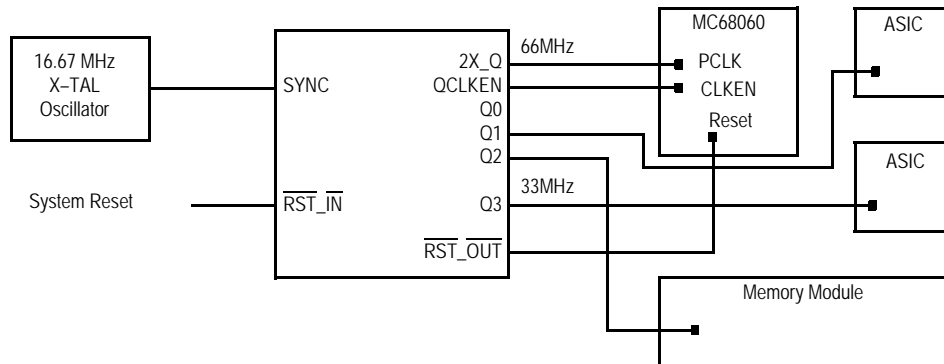 MC68060
ASIC
66MHz
16.67 MHz
X–TAL
Oscillator
2X_Q
PCLK
SYNC
QCLKEN
CLKEN
Q0
Reset
Q1
Q2
ASIC
33MHz
System Reset
RST_IN
Q3
RST_OUT
Memory Module